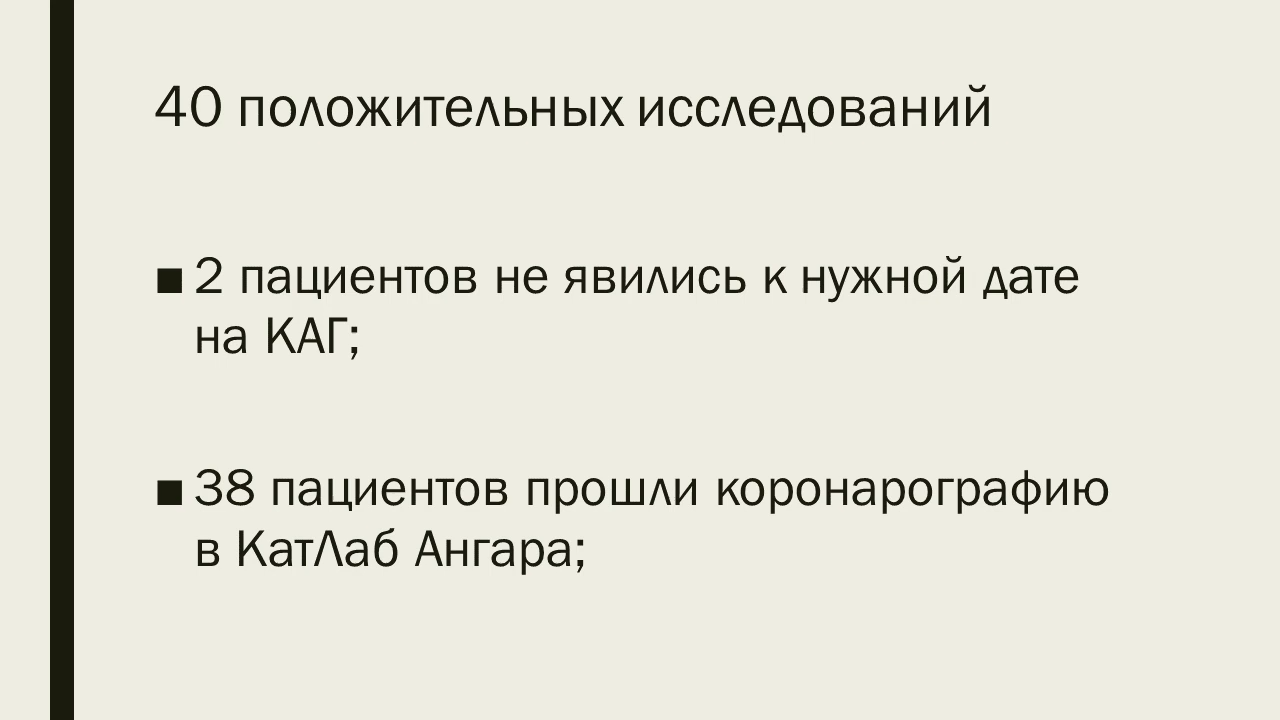 40 положительных исследований
■ 2 пациентов не явились к нужной дате
на КАГ;
■ 38 пациентов прошли коронарографию
в КатЛаб Ангара;